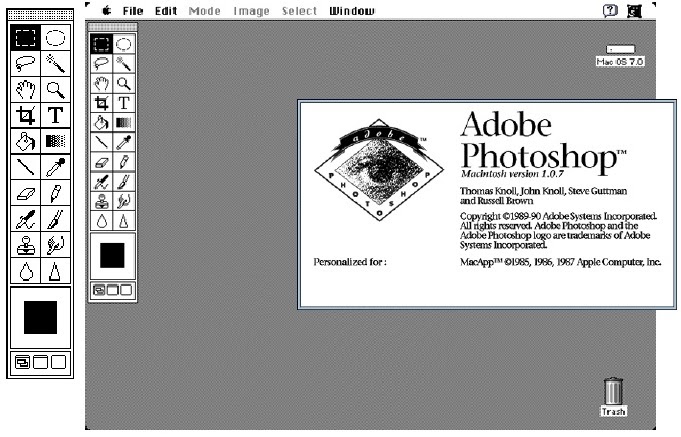 File Edit Mode Image Select Window
Mac OS 7.0
adobe™
PHOTOSHOP
Adobe
Photoshop™
Macintosh version 1.0.7
Thomas Knoll, John Knoll, Steve Guttman
and Russell Brown
Copyright ©1989-90 Adobe Systems Incorporated.
All rights reserved. Adobe Photoshop and the
Adobe Photoshop logo are trademarks of Adobe
Systems Incorporated.
Personalized for :
MacApp™ ©1985, 1986, 1987 Apple Computer, Inc.
Trash